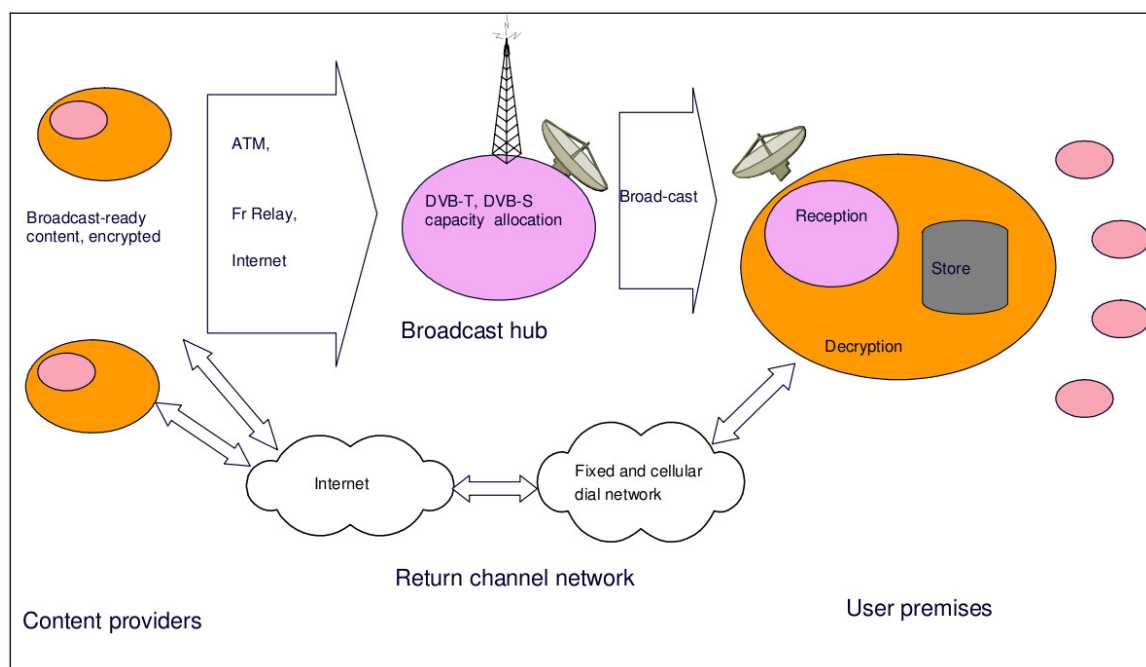 Broadcast-ready
content, encrypted
ATM,
Fr Relay,
Internet
DVB-T, DVB-S
capacity allocation
Broadcast hub
Broad-cast
Reception
Store
Decryption
Internet
Fixed and cellular
dial network
Return channel network
Content providers
User premises